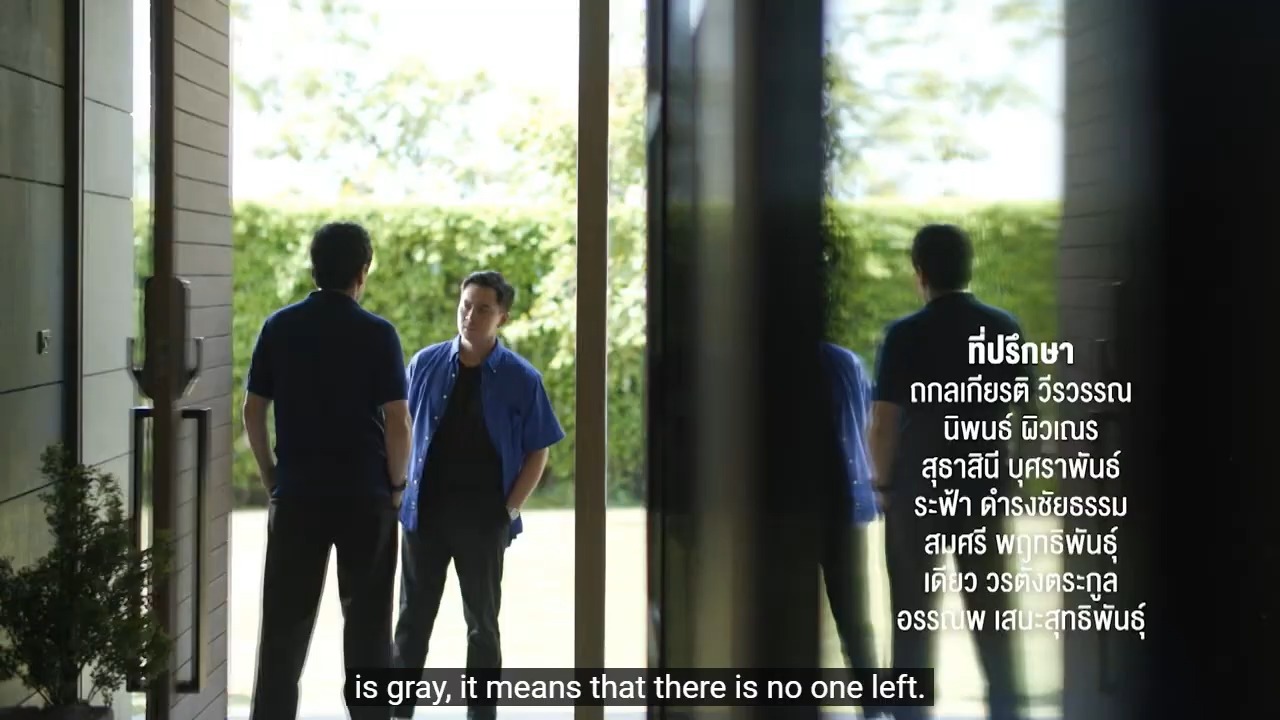 ที่ปรึกษา
ถกลเกียรติ วีรวรรณ
นิพนธ์ ผิวเณร
สุธาสินี บุศราพันธ์
ระฟ้า ดำรงชัยธรรม
สมศรี พฤทธิพันธุ์
เดียว วรตั้งตระกูล
อรรณพ เสนะสุทธิพันธุ์
is gray, it means that there is no one left.